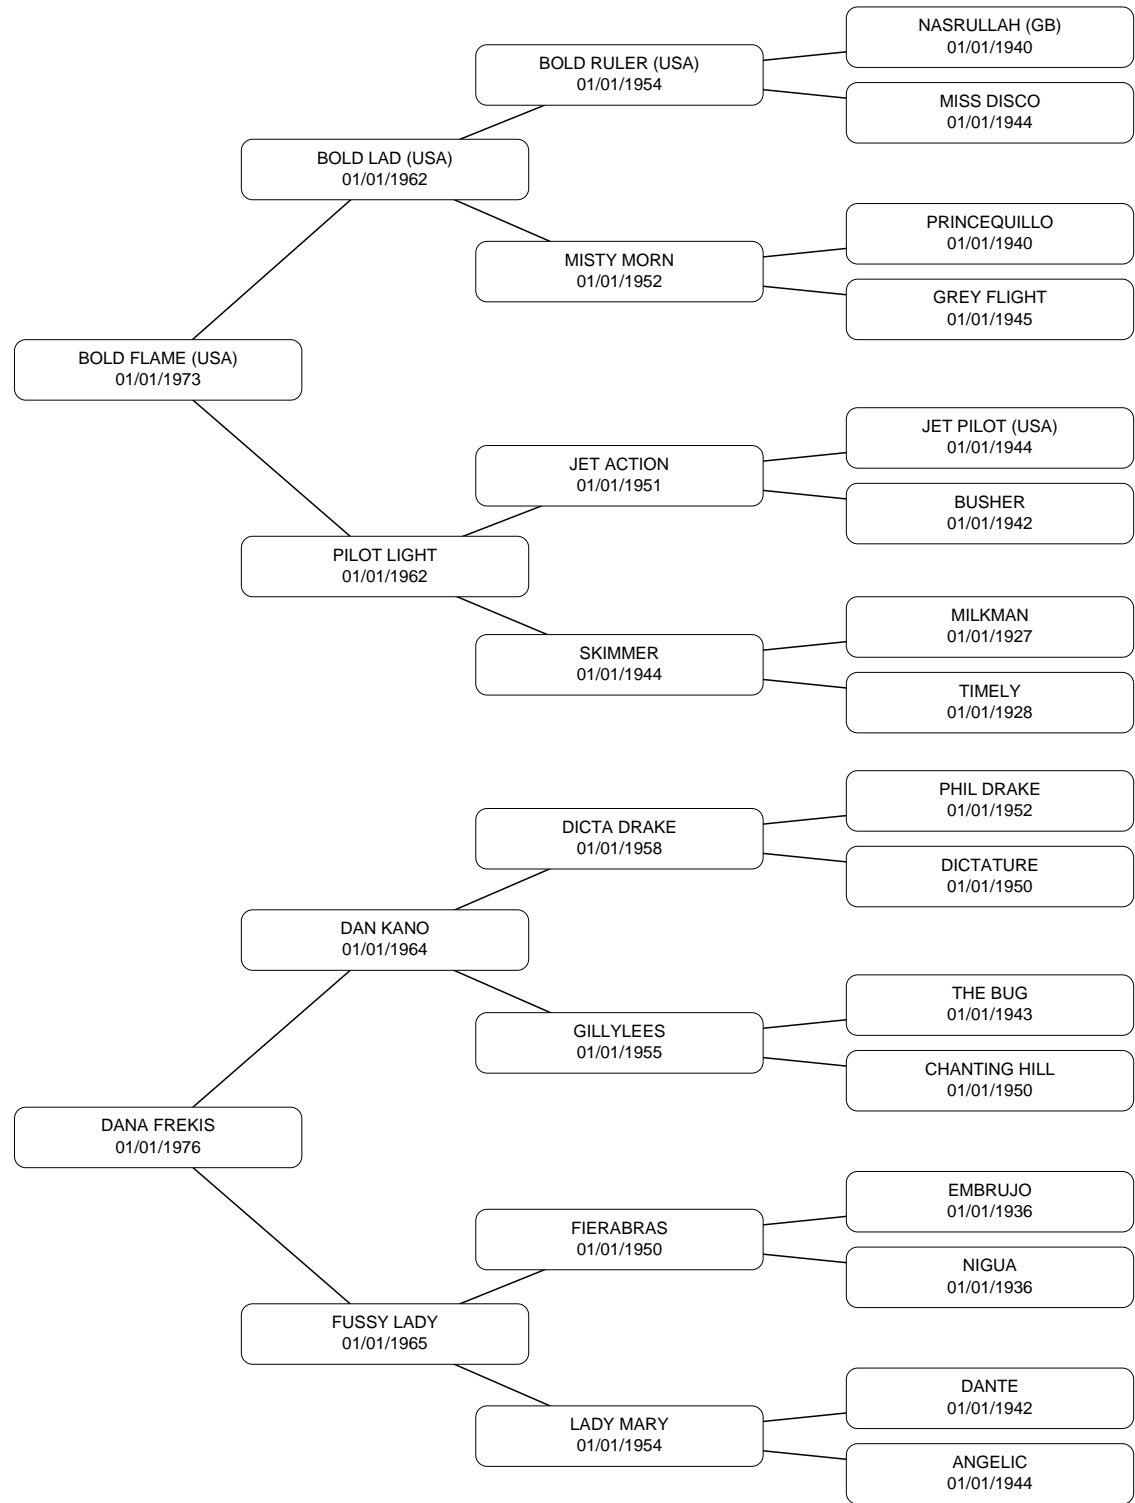 NASRULLAH (GB)
01/01/1940
BOLD RULER (USA)
01/01/1954
MISS DISCO
01/01/1944
BOLD LAD (USA)
01/01/1962
PRINCEQUILLO
01/01/1940
MISTY MORN
01/01/1952
GREY FLIGHT
01/01/1945
BOLD FLAME (USA)
01/01/1973
JET PILOT (USA)
01/01/1944
JET ACTION
01/01/1951
BUSHER
01/01/1942
PILOT LIGHT
01/01/1962
MILKMAN
01/01/1927
SKIMMER
01/01/1944
TIMELY
01/01/1928
PHIL DRAKE
01/01/1952
DICTA DRAKE
01/01/1958
DICTATURE
01/01/1950
DAN KANO
01/01/1964
THE BUG
01/01/1943
GILLYLEES
01/01/1955
CHANTING HILL
01/01/1950
DANA FREKIS
01/01/1976
EMBRUJO
01/01/1936
FIERABRAS
01/01/1950
NIGUA
01/01/1936
FUSSY LADY
01/01/1965
DANTE
01/01/1942
LADY MARY
01/01/1954
ANGELIC
01/01/1944